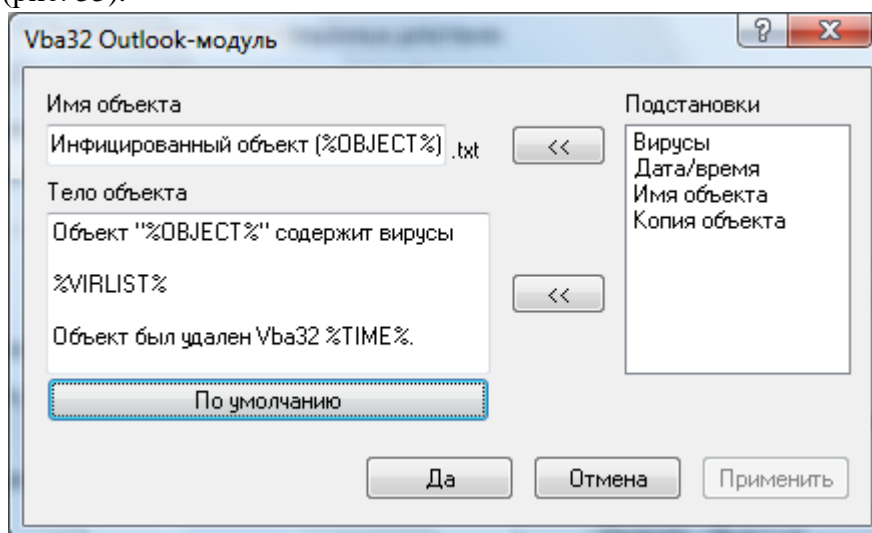 Vba32 Outlook-модуль
Имя объекта
Инфицированный объект (%OBJECT%) .txt
<<
Тело объекта
Объект "%OBJECT%" содержит вирусы
%VIRLIST%
Объект был удален Vba32 %TIME%.
<<
По умолчанию
Подстановки
Вирусы
Дата/время
Имя объекта
Копия объекта
Да
Отмена
Применить